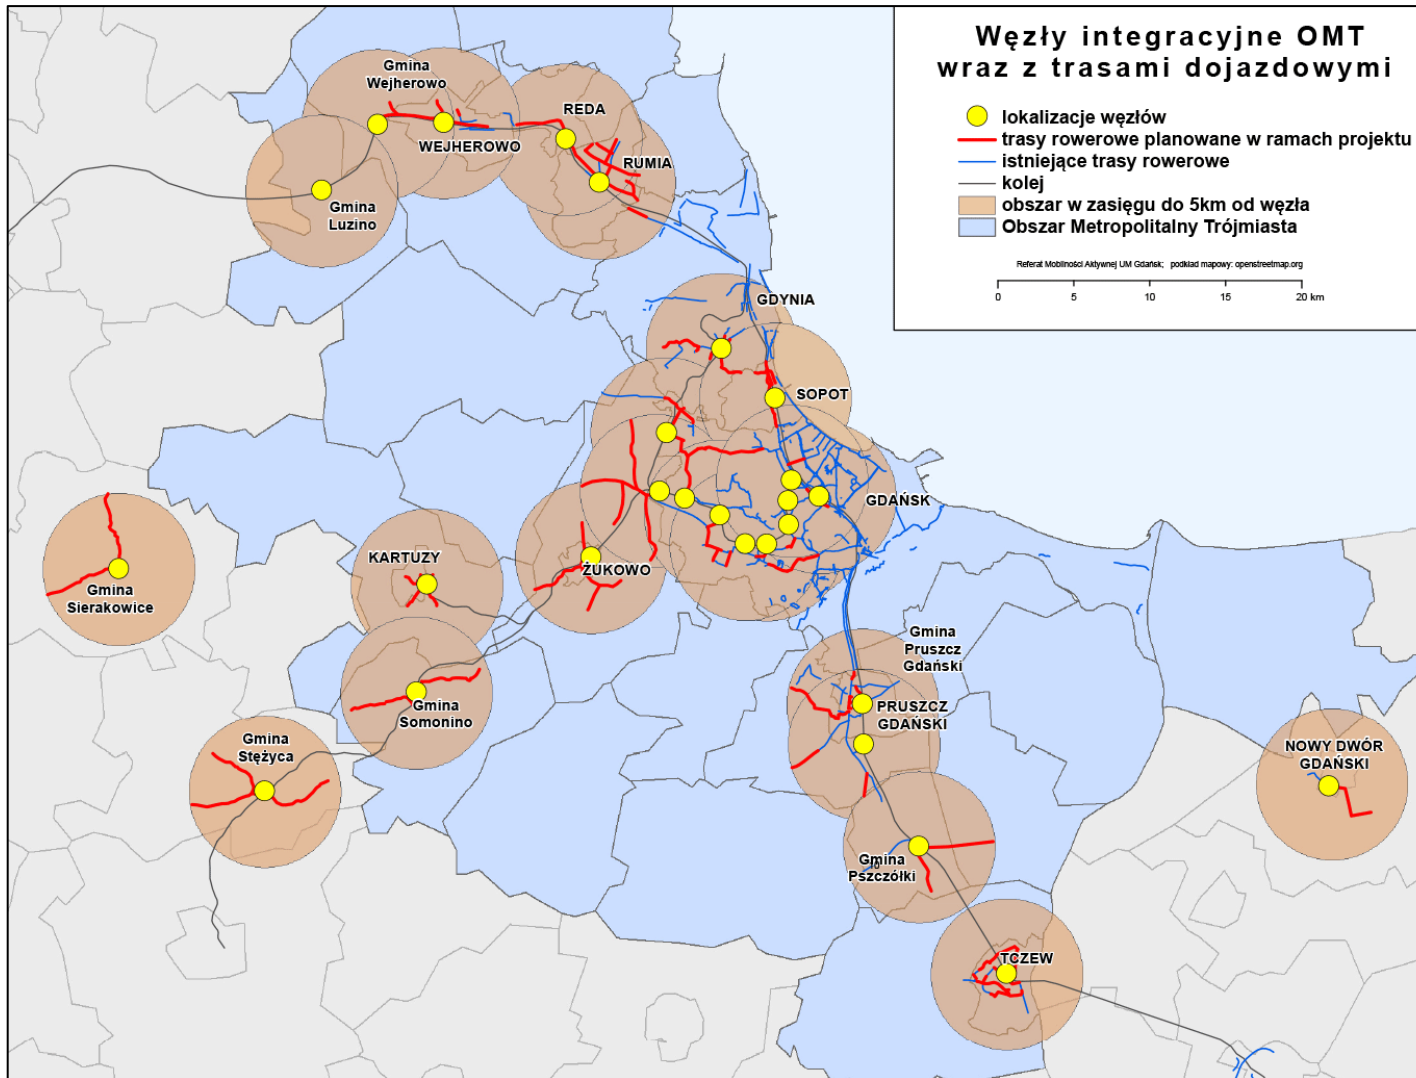 Węzły integracyjne OMT
wraz z trasami dojazdowymi
lokalizacje węzłów
trasy rowerowe planowane w ramach projektu
istniejące trasy rowerowe
kolej
obszar w zasięgu do 5km od węzła
Obszar Metropolitalny Trójmiasta
Referat Mobilności Aktywnej UM Gdańsk; podkład mapowy: openstreetmap.org
0 5 10 15 20 km
Gmina
Wejherowo
WEJHEROWO
REDA
RUMIA
Gmina
Luzino
GDYNIA
SOPOT
GDAŃSK
KARTUZY
ŻUKOWO
Gmina
Sierakowice
Gmina
Pruszcz
Gdański
PRUSZCZ
GDAŃSKI
Gmina
Somonino
Gmina
Stężyca
NOWY DWÓR
GDAŃSKI
Gmina
Pszczółki
TCZEW